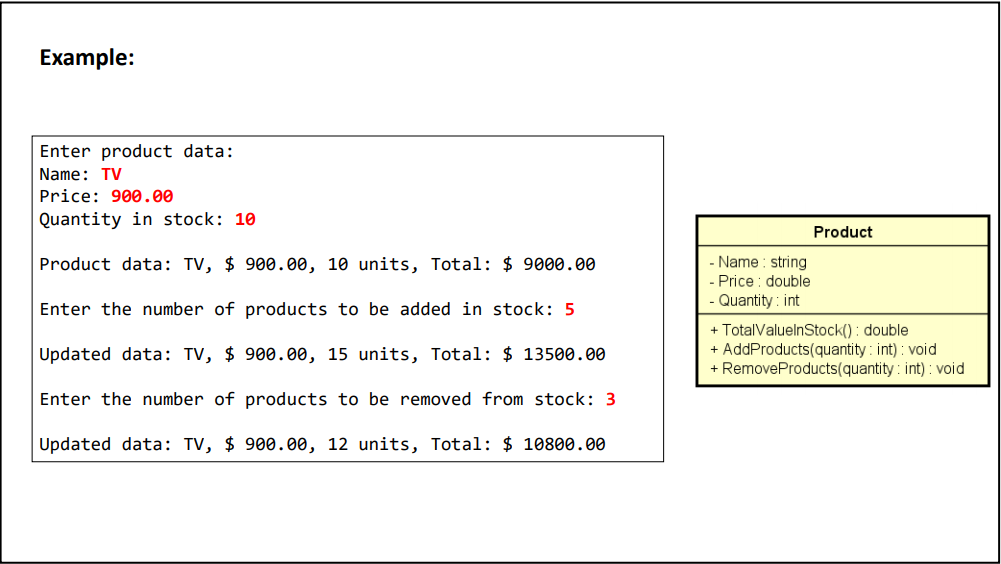 Example:
Enter product data:
Name: TV
Price: 900.00
Quantity in stock: 10
Product data: TV, $ 900.00, 10 units, Total: $ 9000.00
Enter the number of products to be added in stock: 5
Updated data: TV, $ 900.00, 15 units, Total: $ 13500.00
Enter the number of products to be removed from stock: 3
Updated data: TV, $ 900.00, 12 units, Total: $ 10800.00
Product
- Name : string
- Price : double
- Quantity : int
+ TotalValueInStock() : double
+ AddProducts(quantity : int) : void
+ RemoveProducts(quantity : int) : void